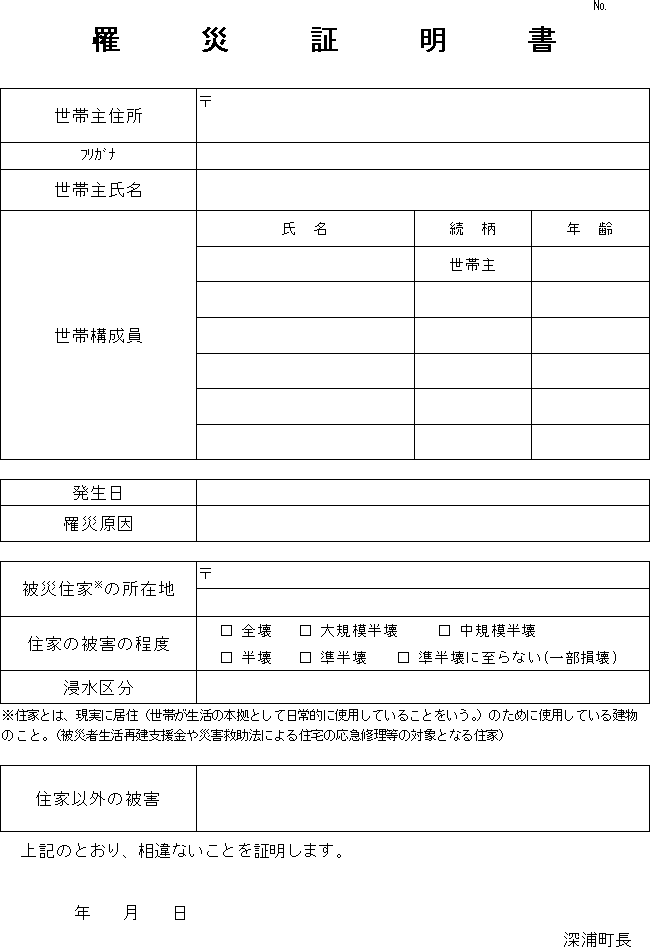 No.
罹 災 証 明 書
世帯主住所
〒
ﾌﾘｶﾞﾅ
世帯主氏名
世帯構成員
氏 名 続 柄 年 齢
世帯主
発生日
罹災原因
被災住家※の所在地
〒
住家の被害の程度
□ 全壊 □ 大規模半壊 □ 中規模半壊
□ 半壊 □ 準半壊 □ 準半壊に至らない(一部損壊)
浸水区分
※住家とは、現実に居住（世帯が生活の本拠として日常的に使用していることをいう。）のために使用している建物
のこと。（被災者生活再建支援金や災害救助法による住宅の応急修理等の対象となる住家）
住家以外の被害
上記のとおり、相違ないことを証明します。
年 月 日
深浦町長